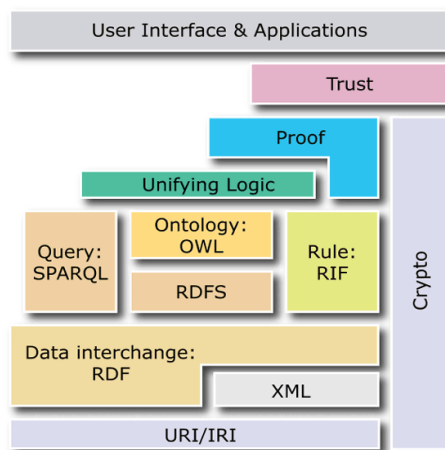 User Interface & Applications
Trust
Proof
Unifying Logic
Query:
SPARQL
Ontology:
OWL
RDFS
Rule:
RIF
Crypto
Data interchange:
RDF
XML
URI/IRI